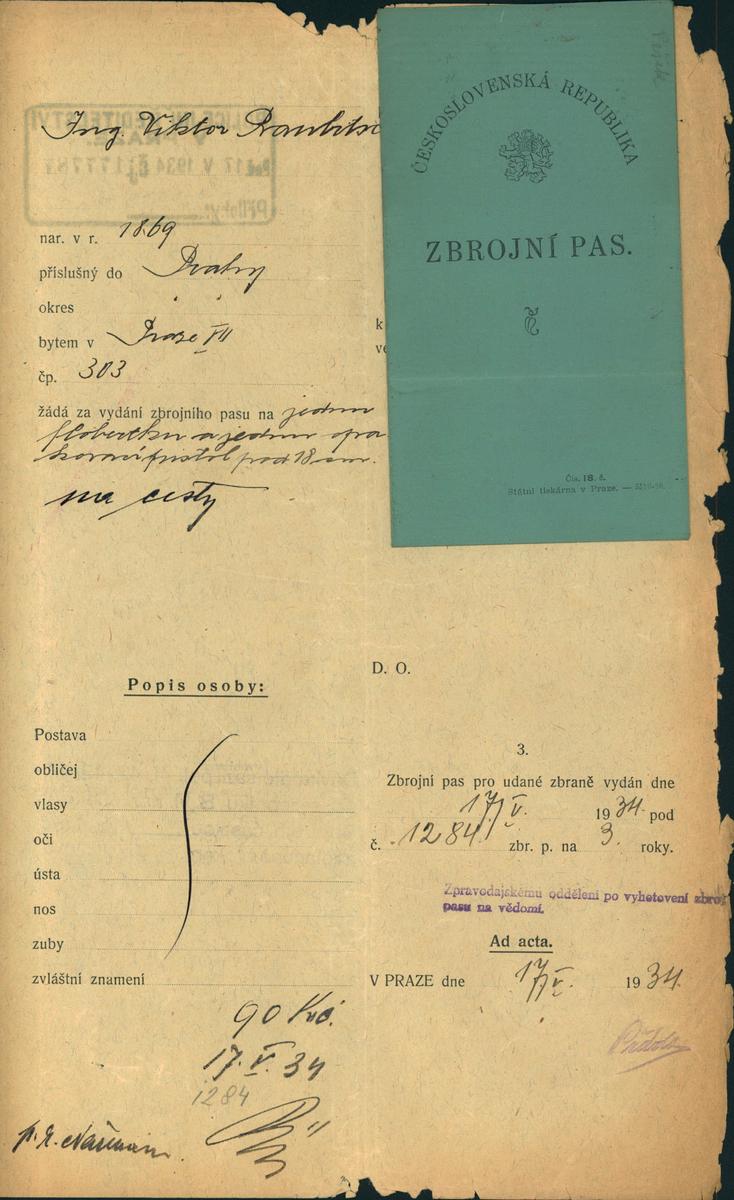 Ing. Viktor
nar. v r. 1869
příslušný do Prahy
okres " "
bytem v Praze VII
čp. 303
žádá za vydání zbrojního pasu na jednu
flobertku a jednu opa
kovací pistol pod 18 cm.
na cesty
Popis osoby:
Postava
obličej
vlasy
oči
ústa
nos
zuby
zvláštní znamení
90 Kč.
17. V. 34
1284
ČESKOSLOVENSKÁ REPUBLIKA
ZBROJNÍ PAS.
č
Čís. 18. č.
Státní tiskárna v Praze. —
k
ve
D. O.
3.
Zbrojní pas pro udané zbraně vydán dne
17/V. 1934 pod
č. 1284 zbr. p. na 3. roky.
Zpravodajskému oddělení po vyhotovení zbroj
pasu na vědomí.
Ad acta.
V PRAZE dne 17/V. 1934.